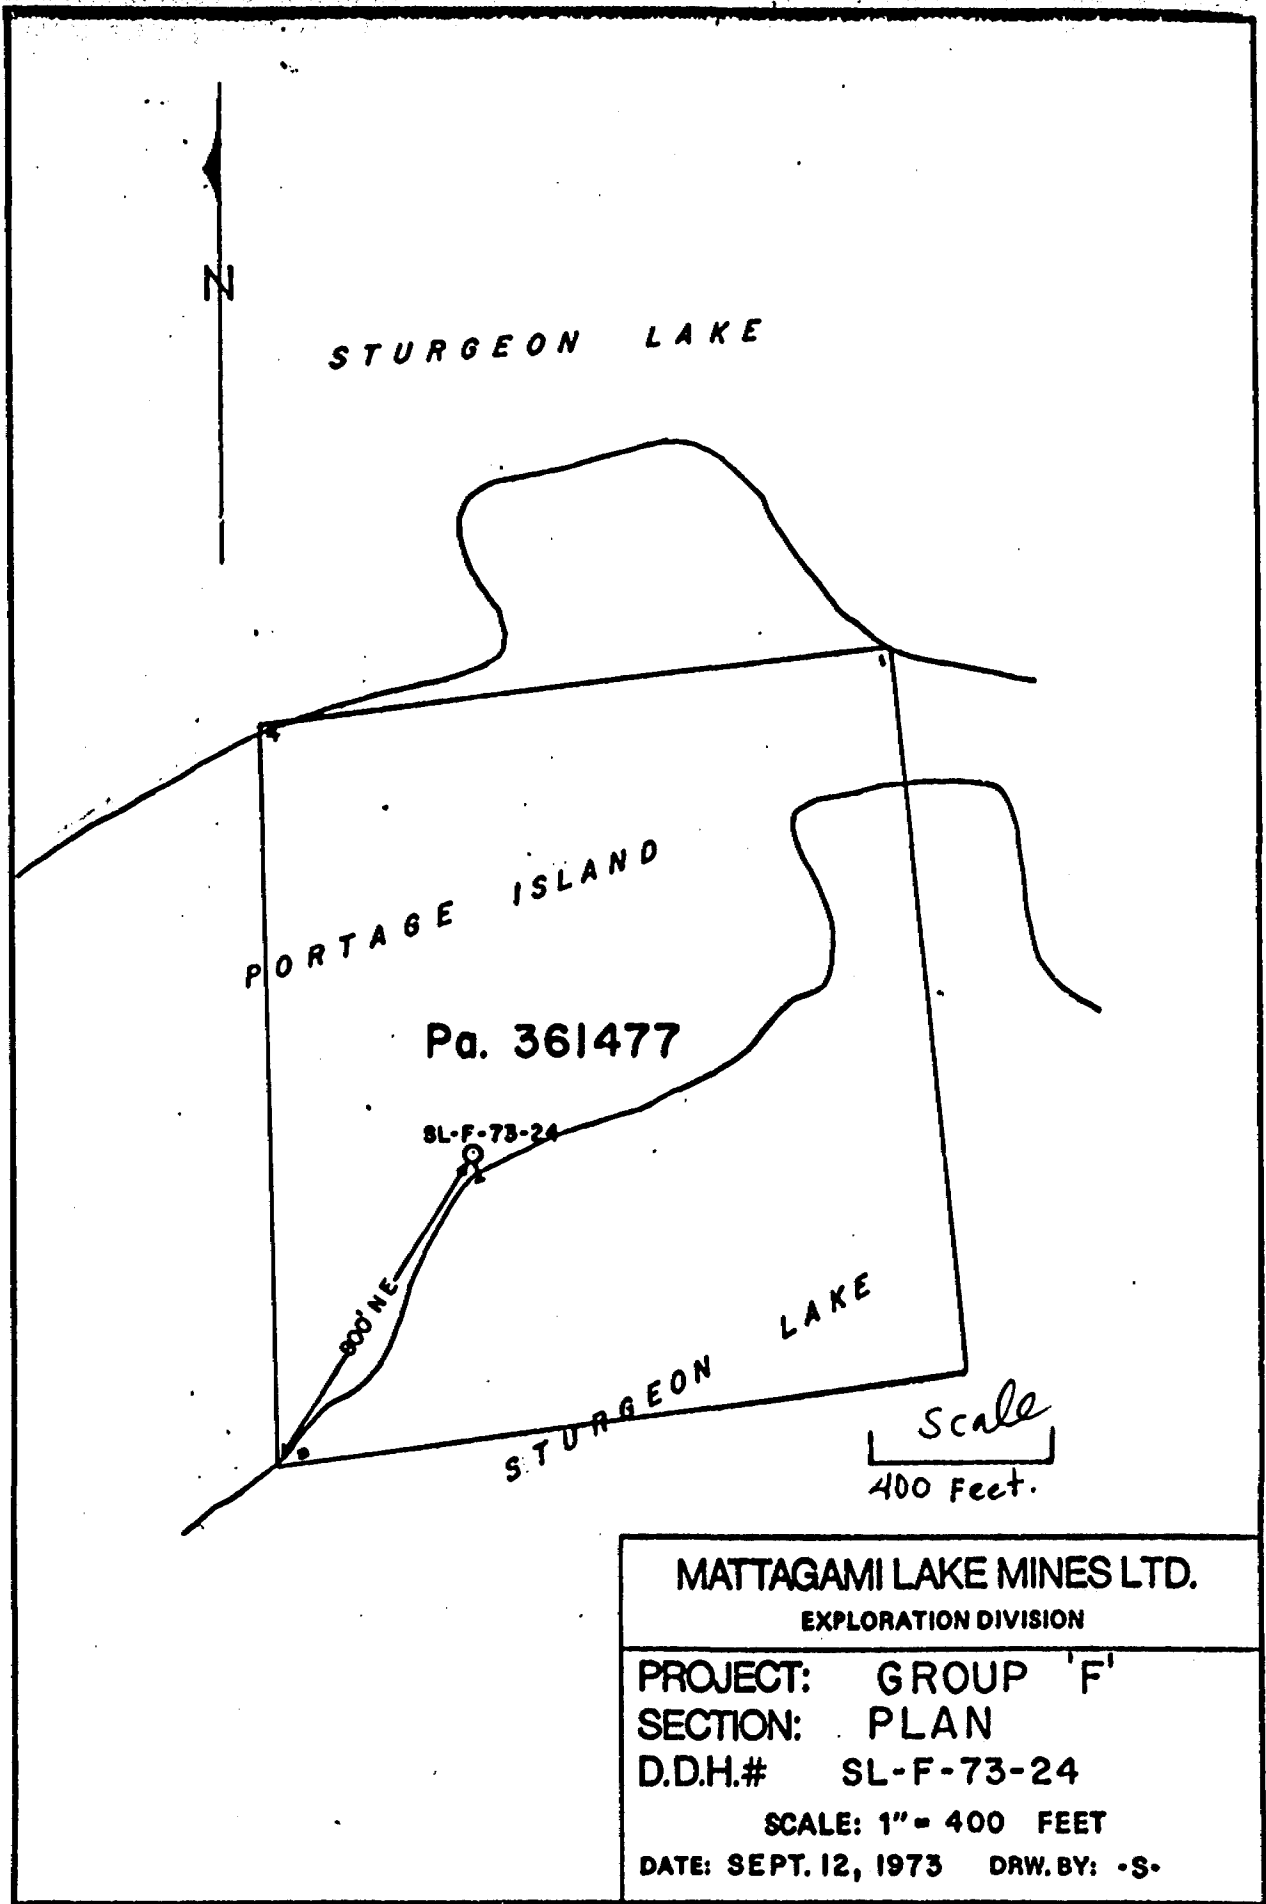 N
STURGEON LAKE
1
4
PORTAGE ISLAND
Pa. 361477
SL-F-73-24
800' NE
STURGEON LAKE
Scale
400 Feet.
MATTAGAMI LAKE MINES LTD.
EXPLORATION DIVISION
PROJECT: GROUP 'F'
SECTION: PLAN
D.D.H.# SL-F-73-24
SCALE: 1" = 400 FEET
DATE: SEPT. 12, 1973 DRW. BY: -S-